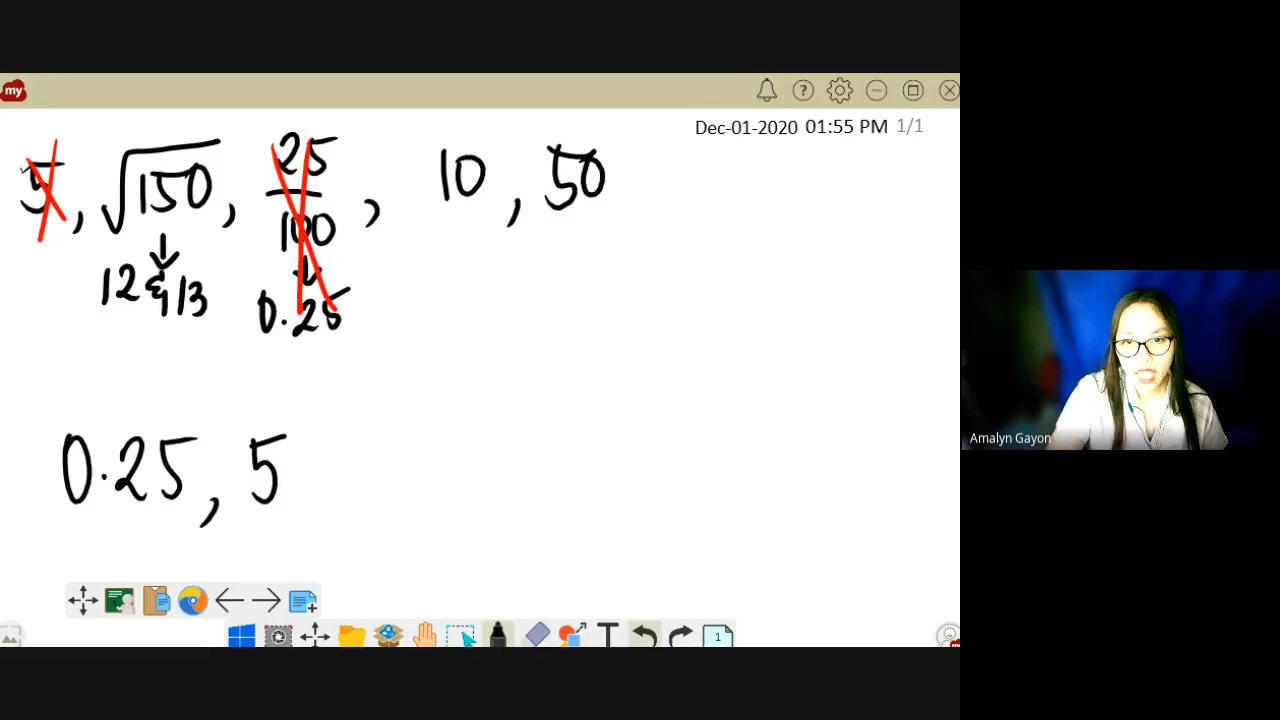 my
Dec-01-2020 01:55 PM 1/1
5, √150, 25/100, 10, 50
12 & 13
0.25
0.25, 5
Amalyn Gayon
T
1